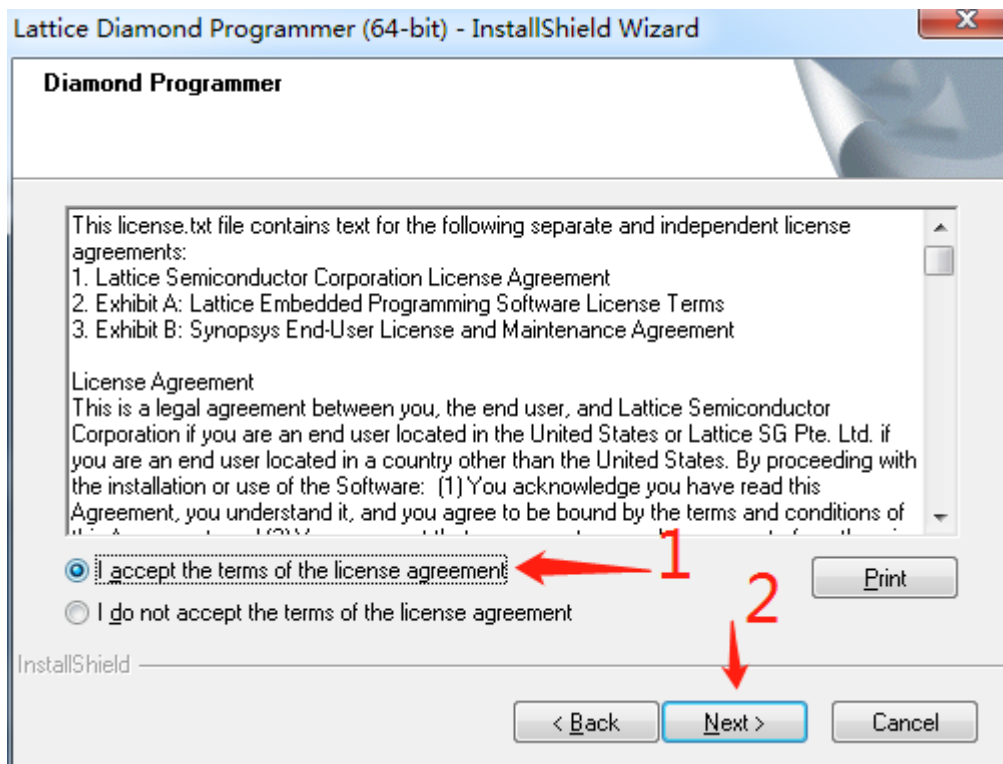 Lattice Diamond Programmer (64-bit) - InstallShield Wizard
Diamond Programmer
This license.txt file contains text for the following separate and independent license
agreements:
1. Lattice Semiconductor Corporation License Agreement
2. Exhibit A: Lattice Embedded Programming Software License Terms
3. Exhibit B: Synopsys End-User License and Maintenance Agreement
License Agreement
This is a legal agreement between you, the end user, and Lattice Semiconductor
Corporation if you are an end user located in the United States or Lattice SG Pte. Ltd. if
you are an end user located in a country other than the United States. By proceeding with
the installation or use of the Software:  (1) You acknowledge you have read this
Agreement, you understand it, and you agree to be bound by the terms and conditions of
I accept the terms of the license agreement
1
Print
I do not accept the terms of the license agreement
2
InstallShield
< Back
Next >
Cancel